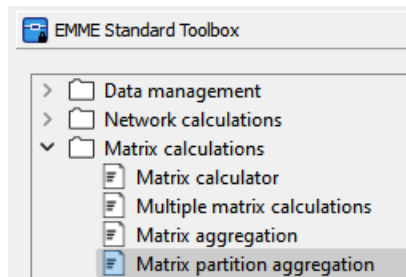 EMME Standard Toolbox
Data management
Network calculations
Matrix calculations
Matrix calculator
Multiple matrix calculations
Matrix aggregation
Matrix partition aggregation